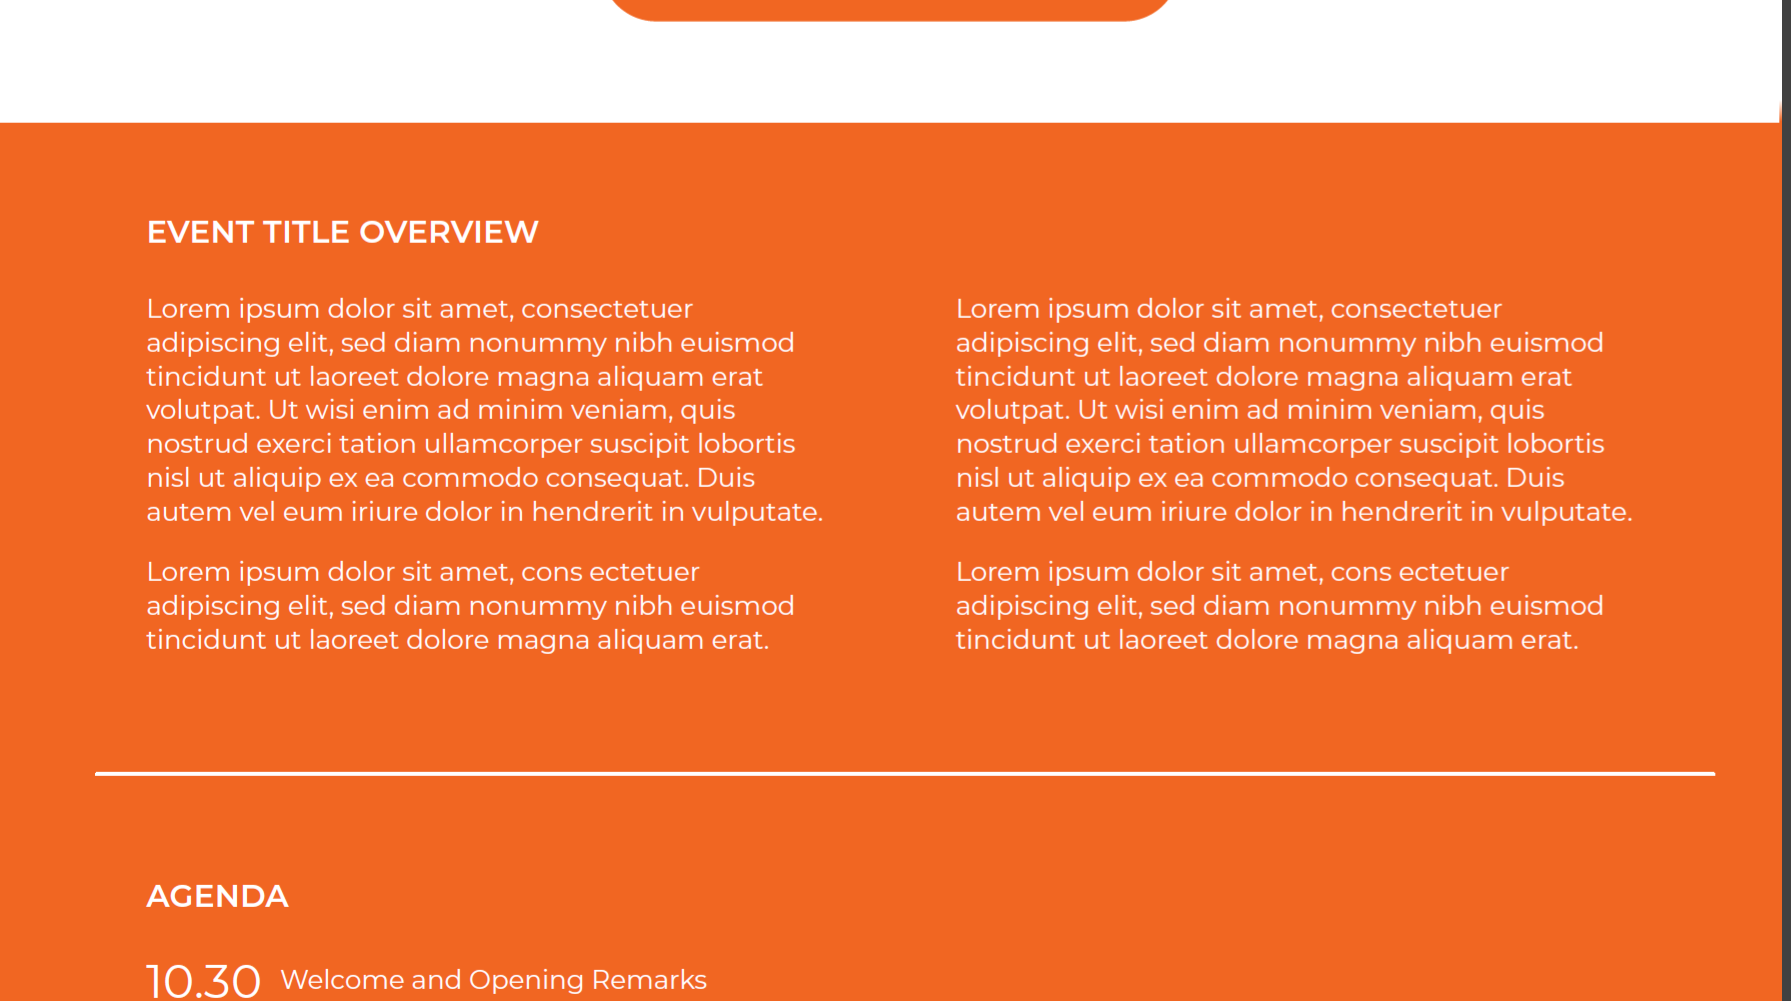 EVENT TITLE OVERVIEW
Lorem ipsum dolor sit amet, consectetuer
adipiscing elit, sed diam nonummy nibh euismod
tincidunt ut laoreet dolore magna aliquam erat
volutpat. Ut wisi enim ad minim veniam, quis
nostrud exerci tation ullamcorper suscipit lobortis
nisl ut aliquip ex ea commodo consequat. Duis
autem vel eum iriure dolor in hendrerit in vulputate.
Lorem ipsum dolor sit amet, cons ectetuer
adipiscing elit, sed diam nonummy nibh euismod
tincidunt ut laoreet dolore magna aliquam erat.
Lorem ipsum dolor sit amet, consectetuer
adipiscing elit, sed diam nonummy nibh euismod
tincidunt ut laoreet dolore magna aliquam erat
volutpat. Ut wisi enim ad minim veniam, quis
nostrud exerci tation ullamcorper suscipit lobortis
nisl ut aliquip ex ea commodo consequat. Duis
autem vel eum iriure dolor in hendrerit in vulputate.
Lorem ipsum dolor sit amet, cons ectetuer
adipiscing elit, sed diam nonummy nibh euismod
tincidunt ut laoreet dolore magna aliquam erat.
AGENDA
10.30 Welcome and Opening Remarks